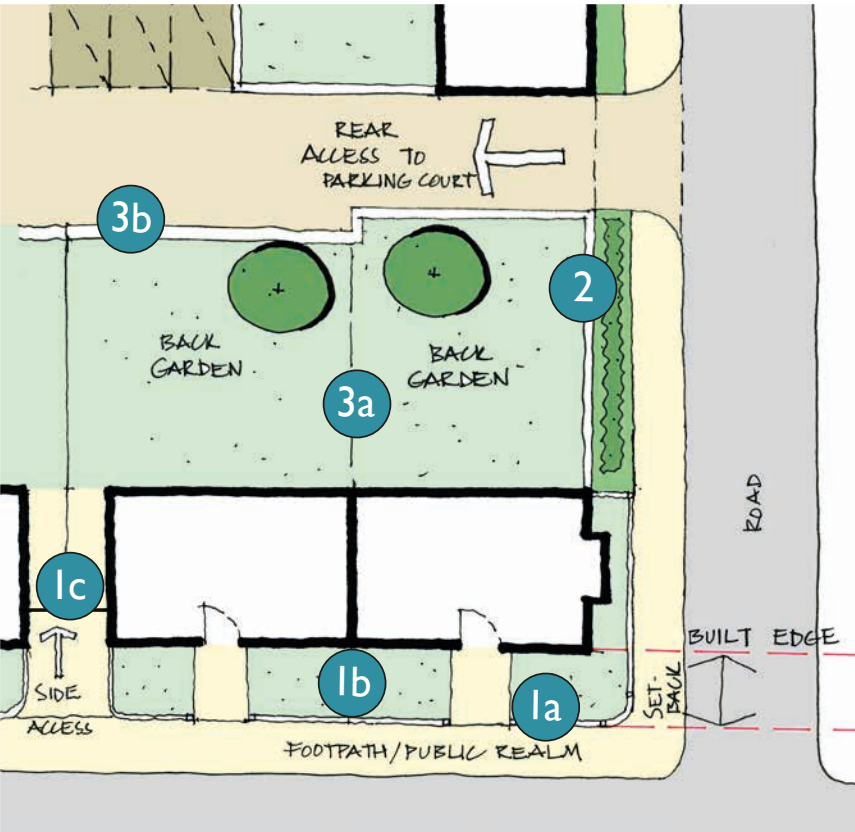 REAR
ACCESS TO
PARKING COURT
3b
2
BACK
GARDEN
BACK
GARDEN
3a
ROAD
1c
BUILT EDGE
SET-
BACK
1b
1a
SIDE
ACCESS
FOOTPATH/PUBLIC REALM